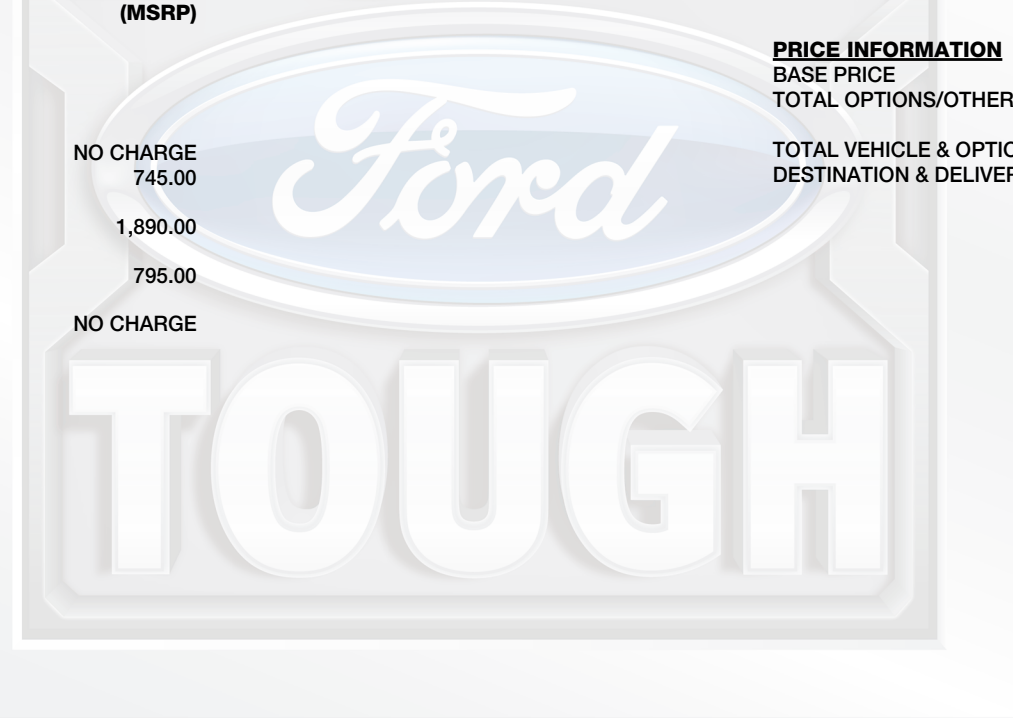 (MSRP)
NO CHARGE
745.00
1,890.00
795.00
NO CHARGE
PRICE INFORMATION
BASE PRICE
TOTAL OPTIONS/OTHER
TOTAL VEHICLE & OPTIO
DESTINATION & DELIVER
Ford
TOUGH